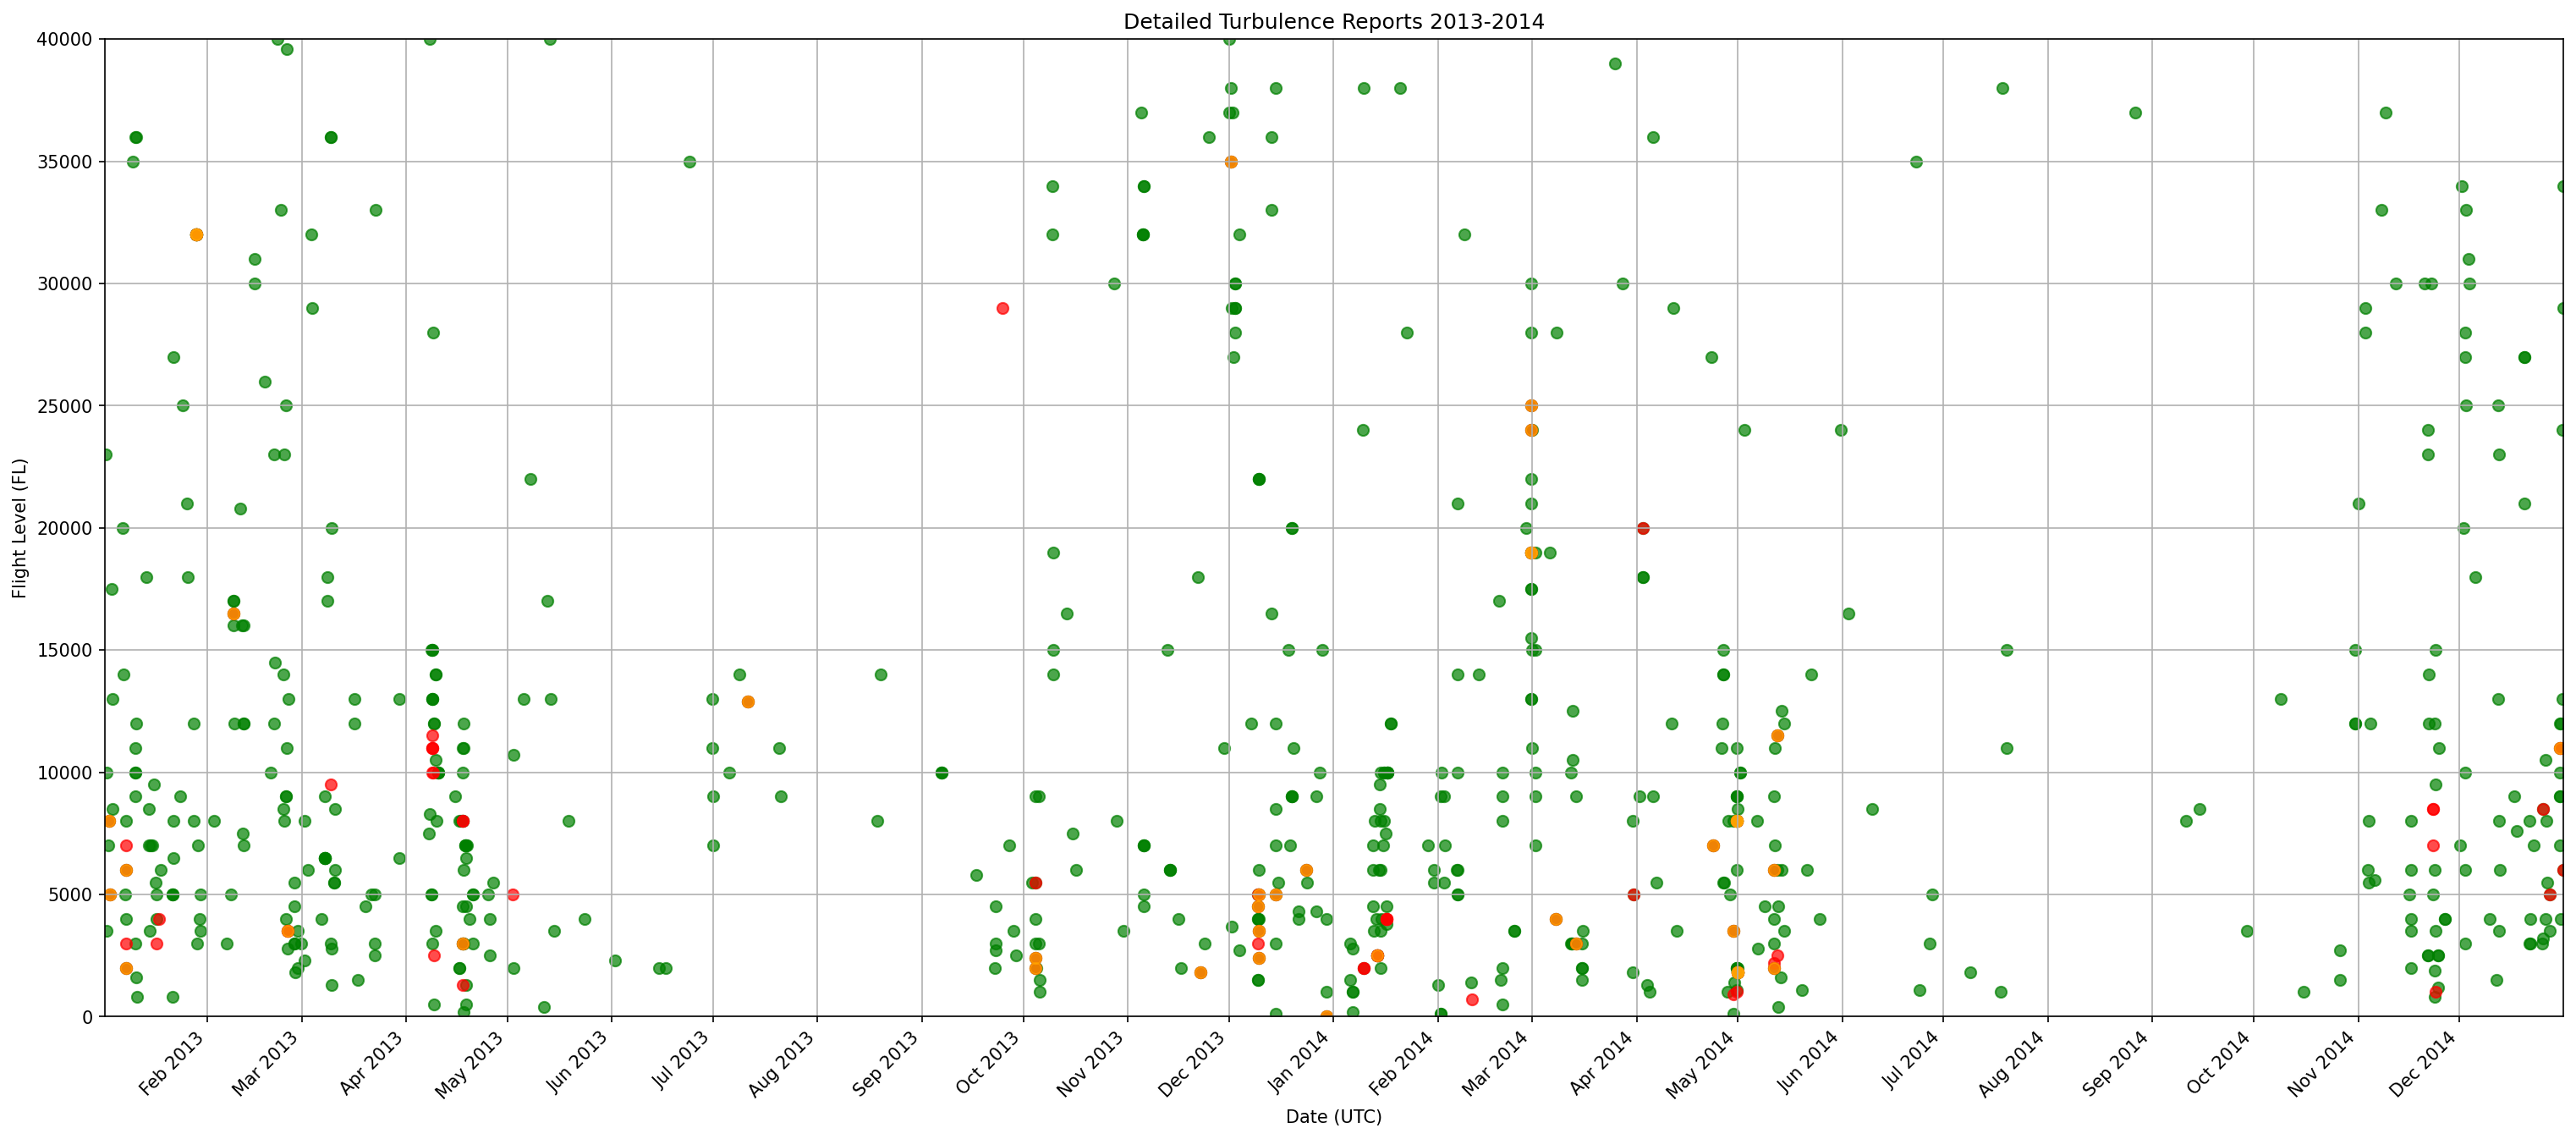 Detailed Turbulence Reports 2013-2014
Flight Level (FL)
40000
35000
30000
25000
20000
15000
10000
5000
0
Feb 2013
Mar 2013
Apr 2013
May 2013
Jun 2013
Jul 2013
Aug 2013
Sep 2013
Oct 2013
Nov 2013
Dec 2013
Jan 2014
Feb 2014
Mar 2014
Apr 2014
May 2014
Jun 2014
Jul 2014
Aug 2014
Sep 2014
Oct 2014
Nov 2014
Dec 2014
Date (UTC)